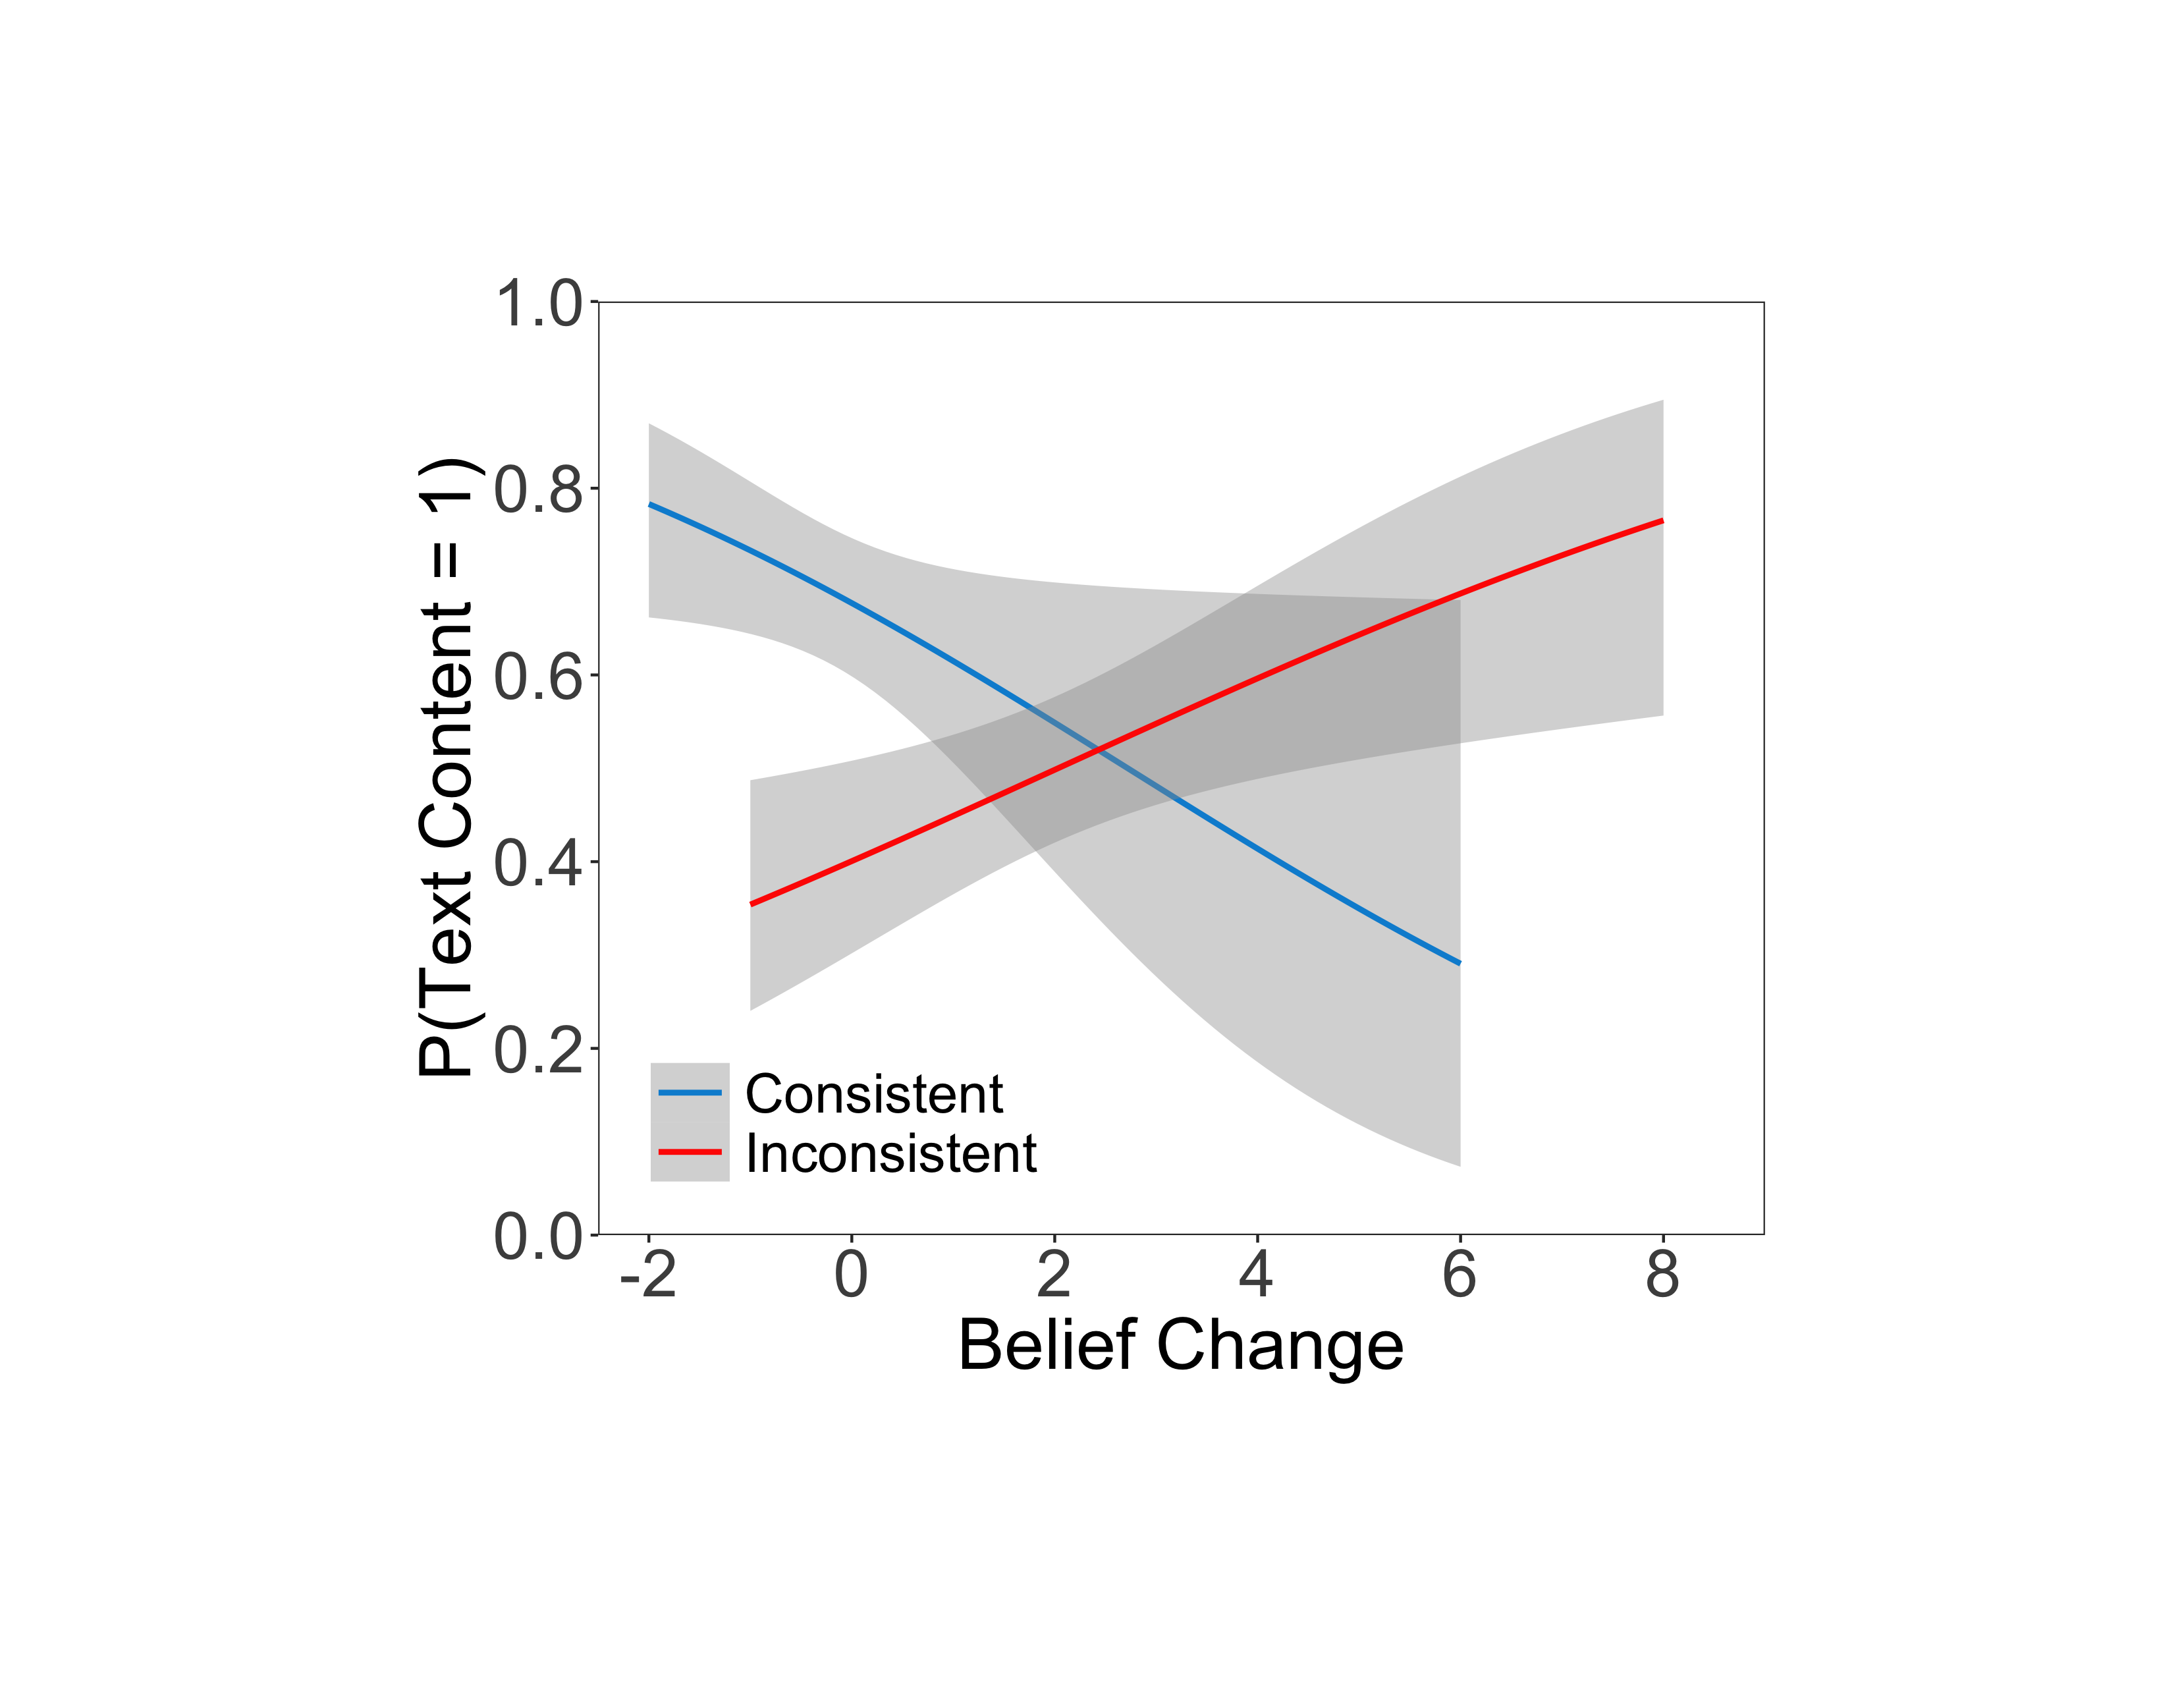 P(Text Content = 1)
1.0
0.8
0.6
0.4
0.2
0.0
Consistent
Inconsistent
-2 0 2 4 6 8
Belief Change